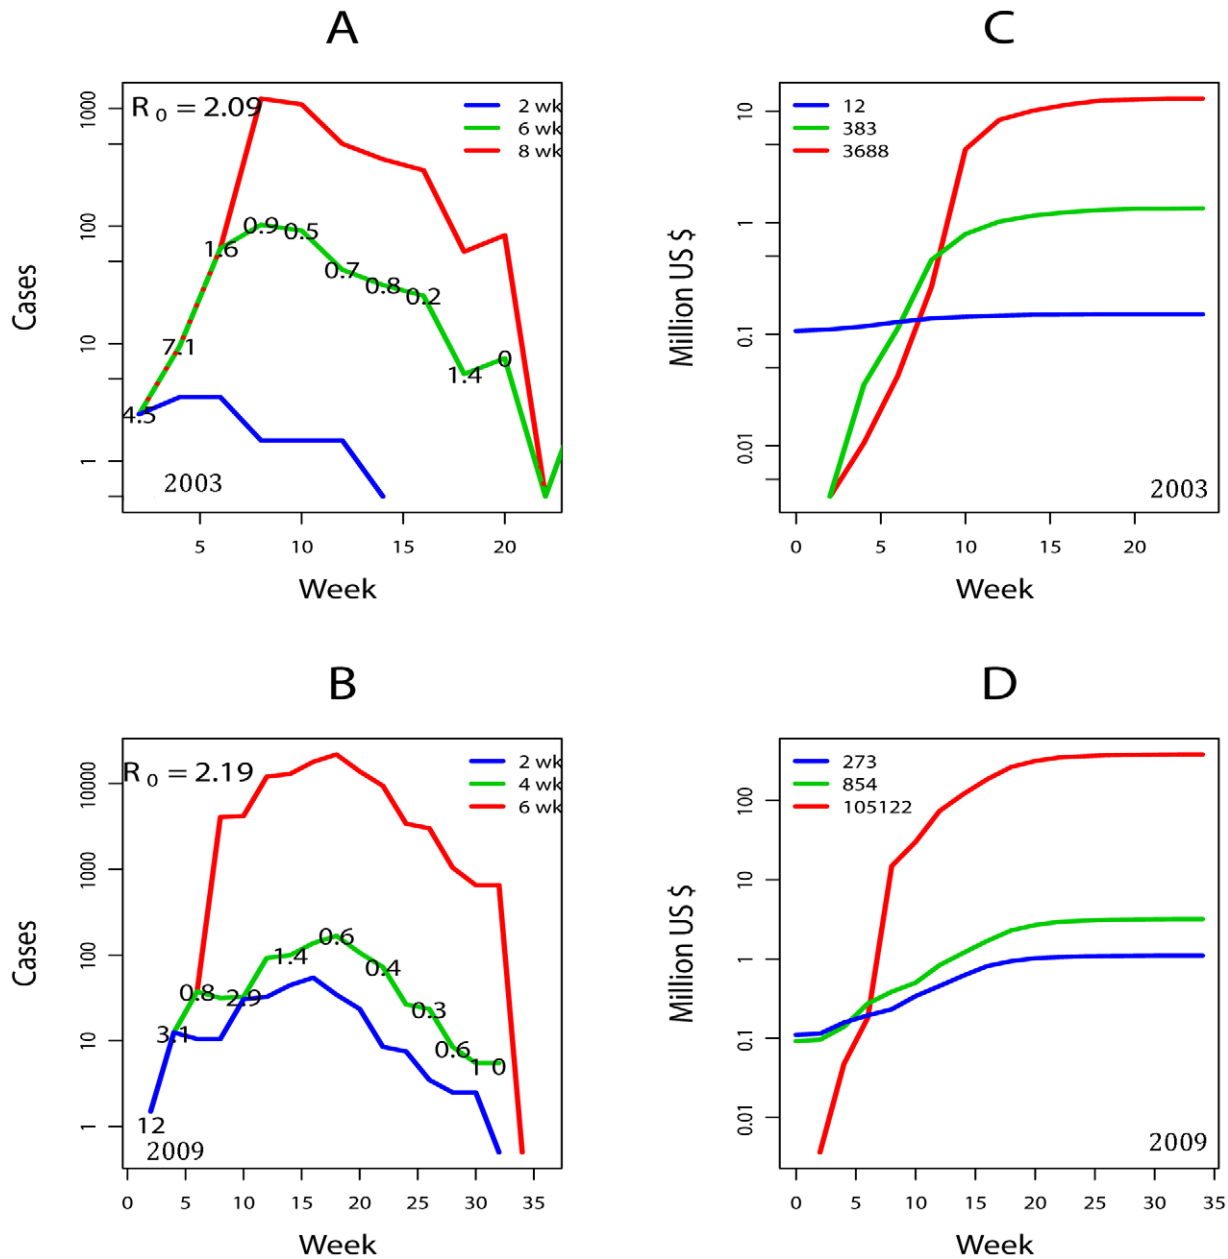 A
R 0 = 2.09
2 wk
6 wk
8 wk
1000
100
10
1
Cases
4.5
7.1
1.6
0.9
0.5
0.7
0.8
0.2
1.4
0
2003
5 10 15 20
Week
C
12
383
3688
10
1
0.1
0.01
Million US $
2003
0 5 10 15 20
Week
B
R 0 = 2.19
2 wk
4 wk
6 wk
10000
1000
100
10
1
Cases
12
3.1
0.8
2.9
1.4
0.6
0.4
0.3
0.6
1 0
2009
0 5 10 15 20 25 30 35
Week
D
273
854
105122
100
10
1
0.1
0.01
Million US $
2009
0 5 10 15 20 25 30 35
Week